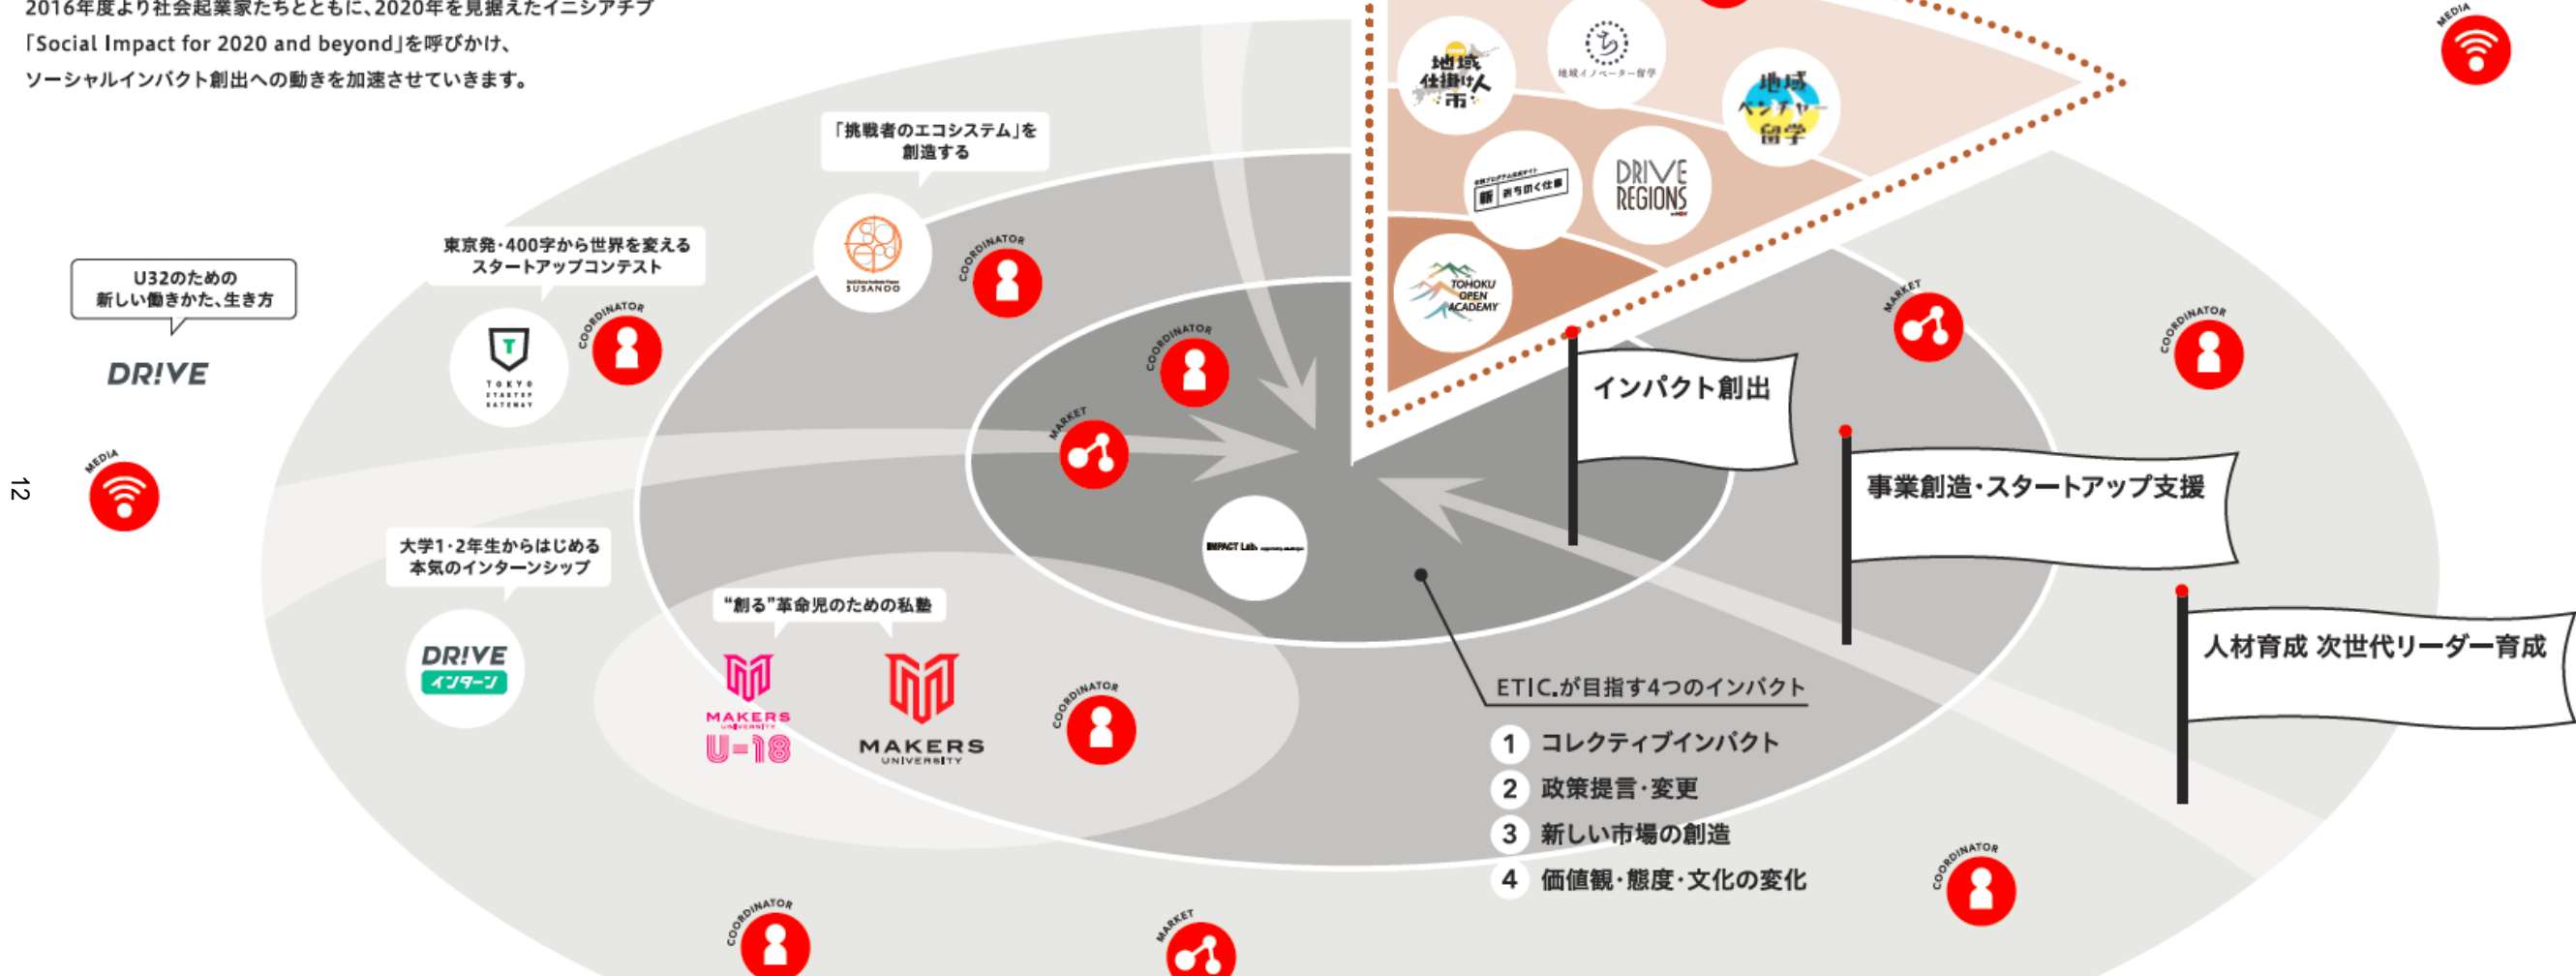 2016年度より社会起業家たちとともに、2020年を見据えたイニシアチブ
「Social Impact for 2020 and beyond」を呼びかけ、
ソーシャルインパクト創出への動きを加速させていきます。
MEDIA
地域
仕掛け人
市
ち
地域イノベーター留学
地域
ベンチャー
留学
新 みちのく仕事
DRIVE
REGIONS
TOHOKU
OPEN
ACADEMY
「挑戦者のエコシステム」を
創造する
SUSANOO
COORDINATOR
東京発・400字から世界を変える
スタートアップコンテスト
T
TOKYO
STARTUP
GATEWAY
COORDINATOR
U32のための
新しい働きかた、生き方
DR!VE
MEDIA
COORDINATOR
MARKET
MARKET
COORDINATOR
インパクト創出
事業創造・スタートアップ支援
人材育成 次世代リーダー育成
IMPACT Lab.
12
大学1・2年生からはじめる
本気のインターンシップ
DR!VE
インターン
“創る”革命児のための私塾
MAKERS
UNIVERSITY
U-18
MAKERS
UNIVERSITY
COORDINATOR
ETIC.が目指す4つのインパクト
1 コレクティブインパクト
2 政策提言・変更
3 新しい市場の創造
4 価値観・態度・文化の変化
COORDINATOR
COORDINATOR
MARKET